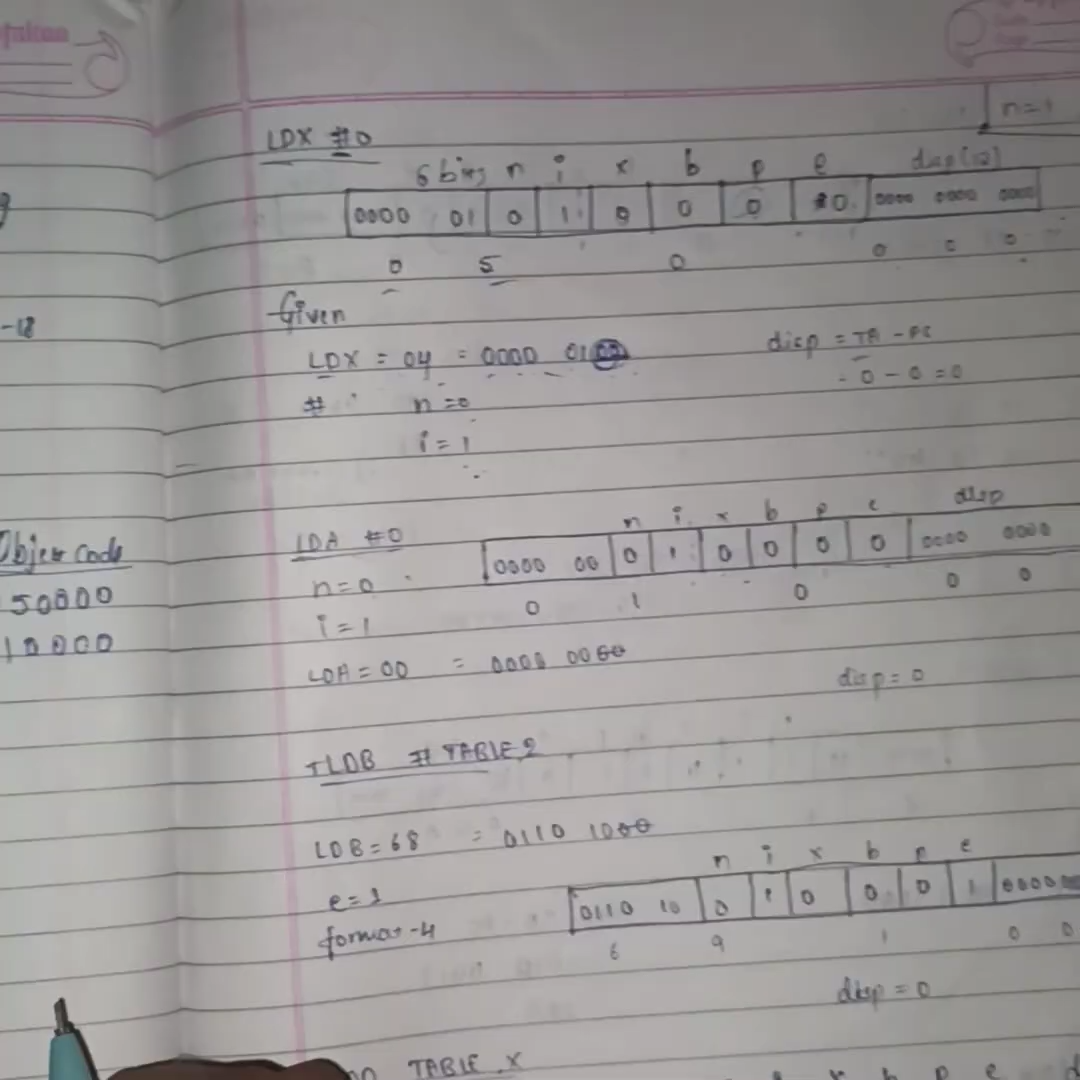 n=1
LDX #0
6 bits n i x b p e disp(12)
0000 01 0 1 0 0 0 0 0000 0000 0000
0 5 0 0 0 0
Given
-18
LDX = 04 = 0000 01
disp = TA - PC
- 0 - 0 = 0
# n=0
i = 1
LDA #0
n i x b p e disp
0000 00 0 1 0 0 0 0 0000 0000
0 1 0 0 0
n=0
i = 1
Object code
50000
10000
LDA = 00 = 0000 0000
disp = 0
+LDB # TABLE2
LDB = 68 = 0110 1000
n i x b p e
e=1
0110 10 0 1 0 0 0 1 0000
format-4
6 9 1 0 0
disp = 0
TABLE, X
x b p e d